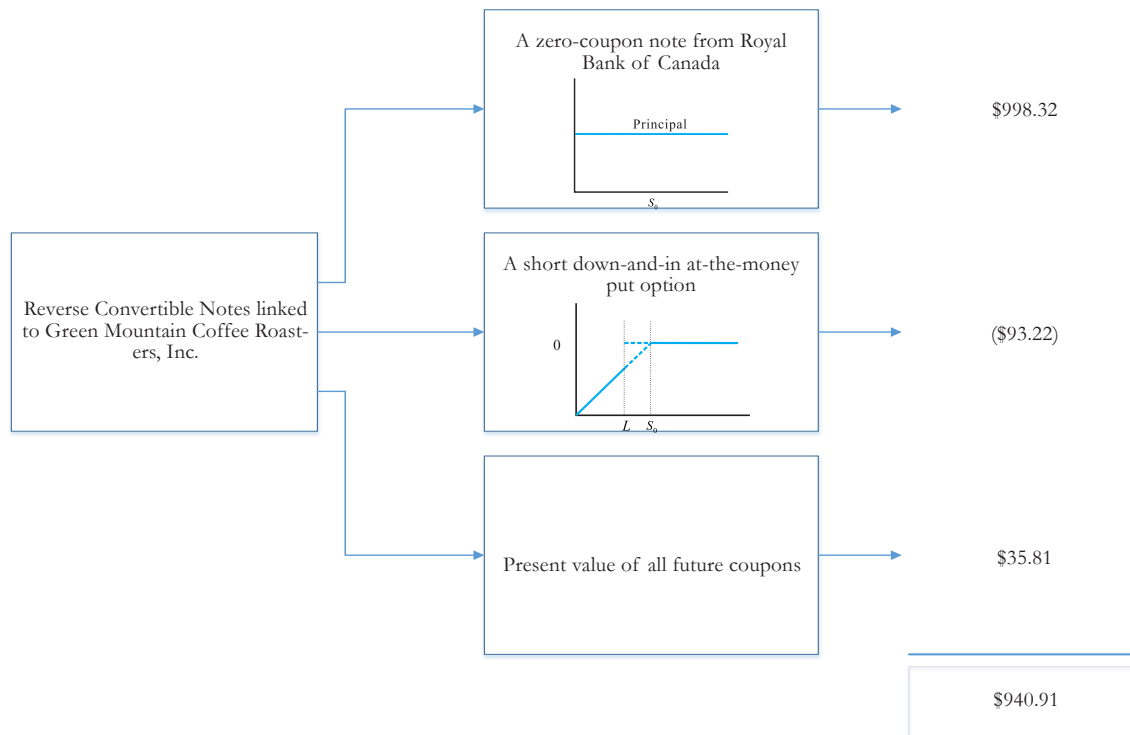 A zero-coupon note from Royal
Bank of Canada
Principal
S₀
$998.32
Reverse Convertible Notes linked
to Green Mountain Coffee Roast-
ers, Inc.
A short down-and-in at-the-money
put option
0
L S₀
($93.22)
Present value of all future coupons
$35.81
$940.91